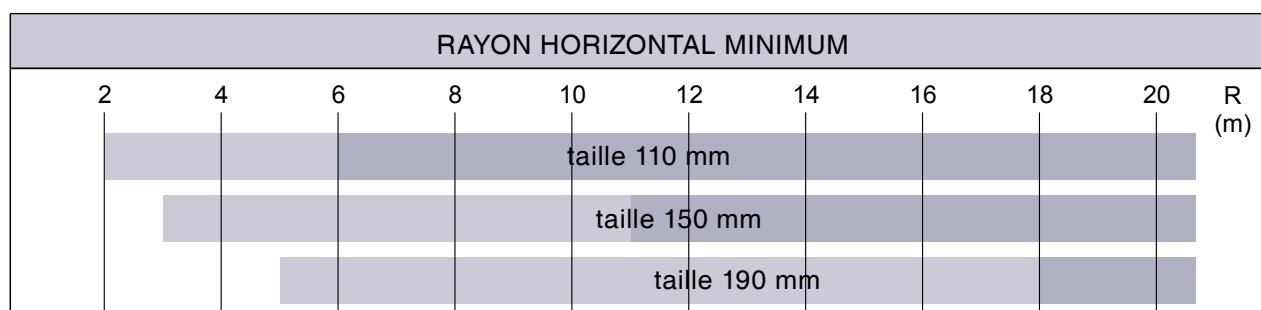 RAYON HORIZONTAL MINIMUM
2 4 6 8 10 12 14 16 18 20 R
(m)
taille 110 mm
taille 150 mm
taille 190 mm